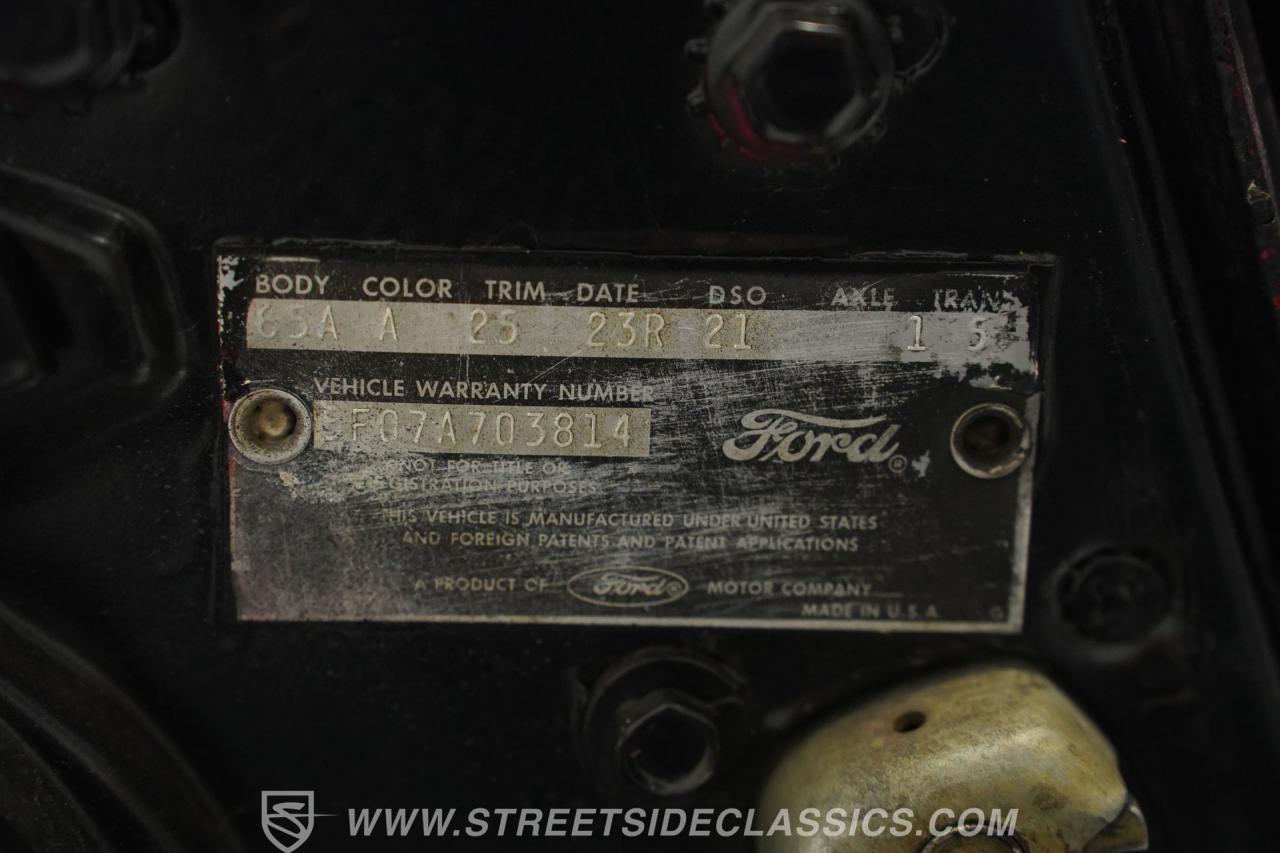 BODY COLOR TRIM DATE DSO AXLE TRANS
65A A 25 23R 21 1 5
VEHICLE WARRANTY NUMBER
5F07A703814
Ford®
NOT FOR TITLE OR
REGISTRATION PURPOSES
THIS VEHICLE IS MANUFACTURED UNDER UNITED STATES
AND FOREIGN PATENTS AND PATENT APPLICATIONS
A PRODUCT OF Ford® MOTOR COMPANY
MADE IN U.S.A.
WWW.STREETSIDECLASSICS.COM